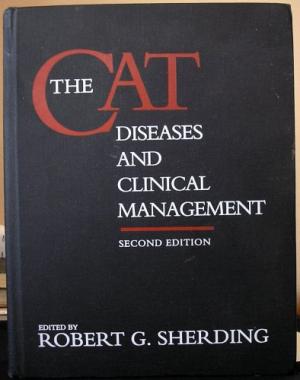 THE CAT
DISEASES
AND
CLINICAL
MANAGEMENT
SECOND EDITION
EDITED BY
ROBERT G. SHERDING